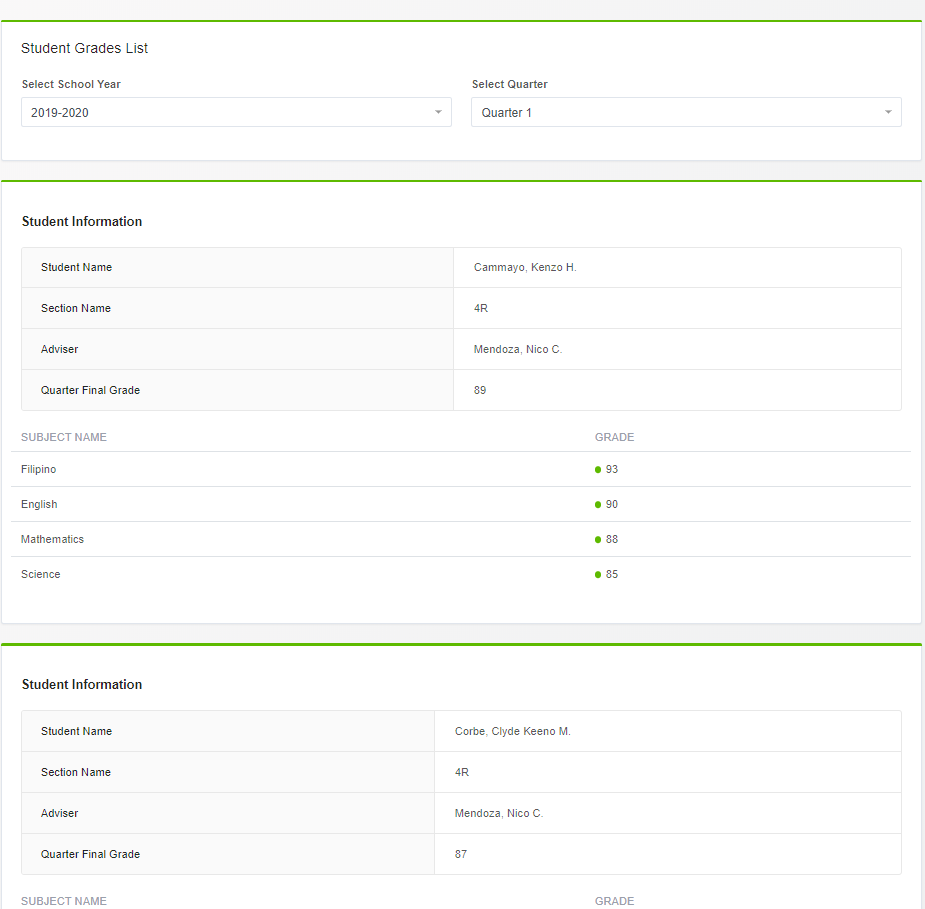 Student Grades List
Select School Year Select Quarter
2019-2020 Quarter 1
Student Information
Student Name Cammayo, Kenzo H.
Section Name 4R
Adviser Mendoza, Nico C.
Quarter Final Grade 89
SUBJECT NAME GRADE
Filipino 93
English 90
Mathematics 88
Science 85
Student Information
Student Name Corbe, Clyde Keeno M.
Section Name 4R
Adviser Mendoza, Nico C.
Quarter Final Grade 87
SUBJECT NAME GRADE